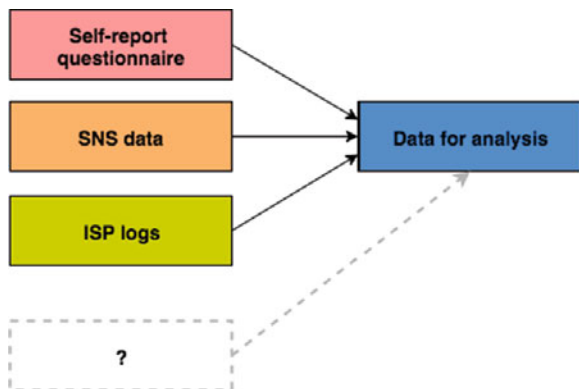 Self-report
questionnaire
SNS data
Data for analysis
ISP logs
?